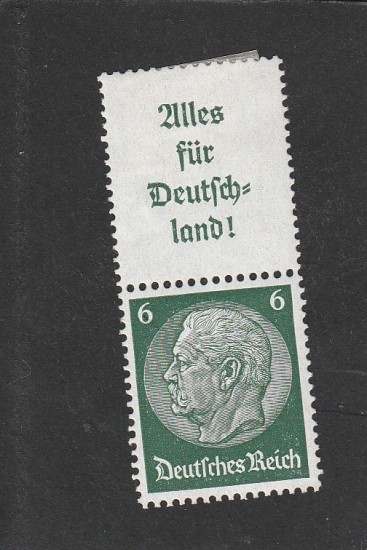 Alles
für
Deutsch=
land!
6 6
Deutsches Reich